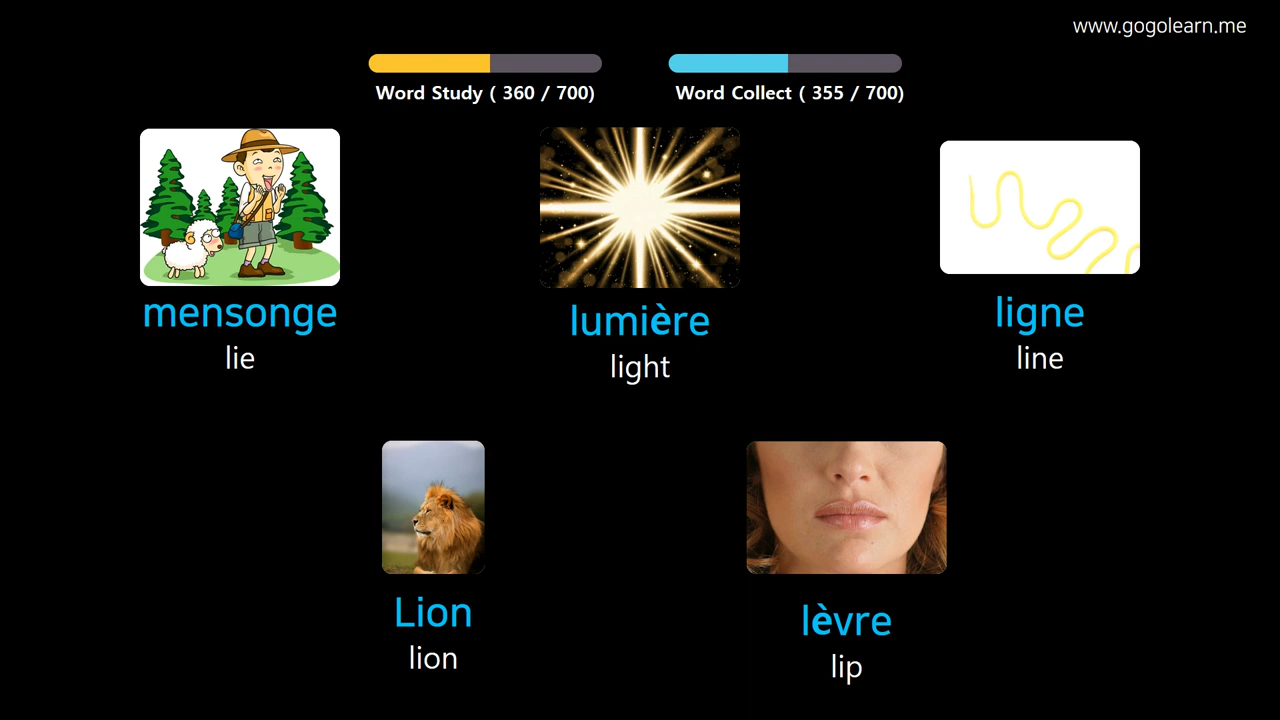 www.gogolearn.me
Word Study ( 360 / 700)
Word Collect ( 355 / 700)
mensonge
lie
lumière
light
ligne
line
Lion
lion
lèvre
lip